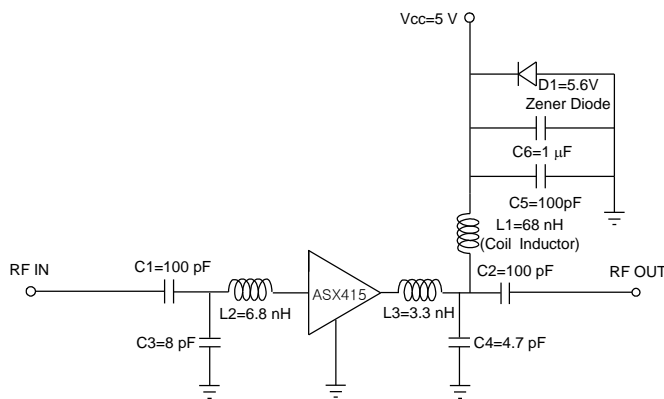 Vcc=5 V
D1=5.6V
Zener Diode
C6=1 μF
C5=100pF
L1=68 nH
(Coil Inductor)
RF IN
C1=100 pF
C2=100 pF
RF OUT
ASX415
L2=6.8 nH
L3=3.3 nH
C3=8 pF
C4=4.7 pF